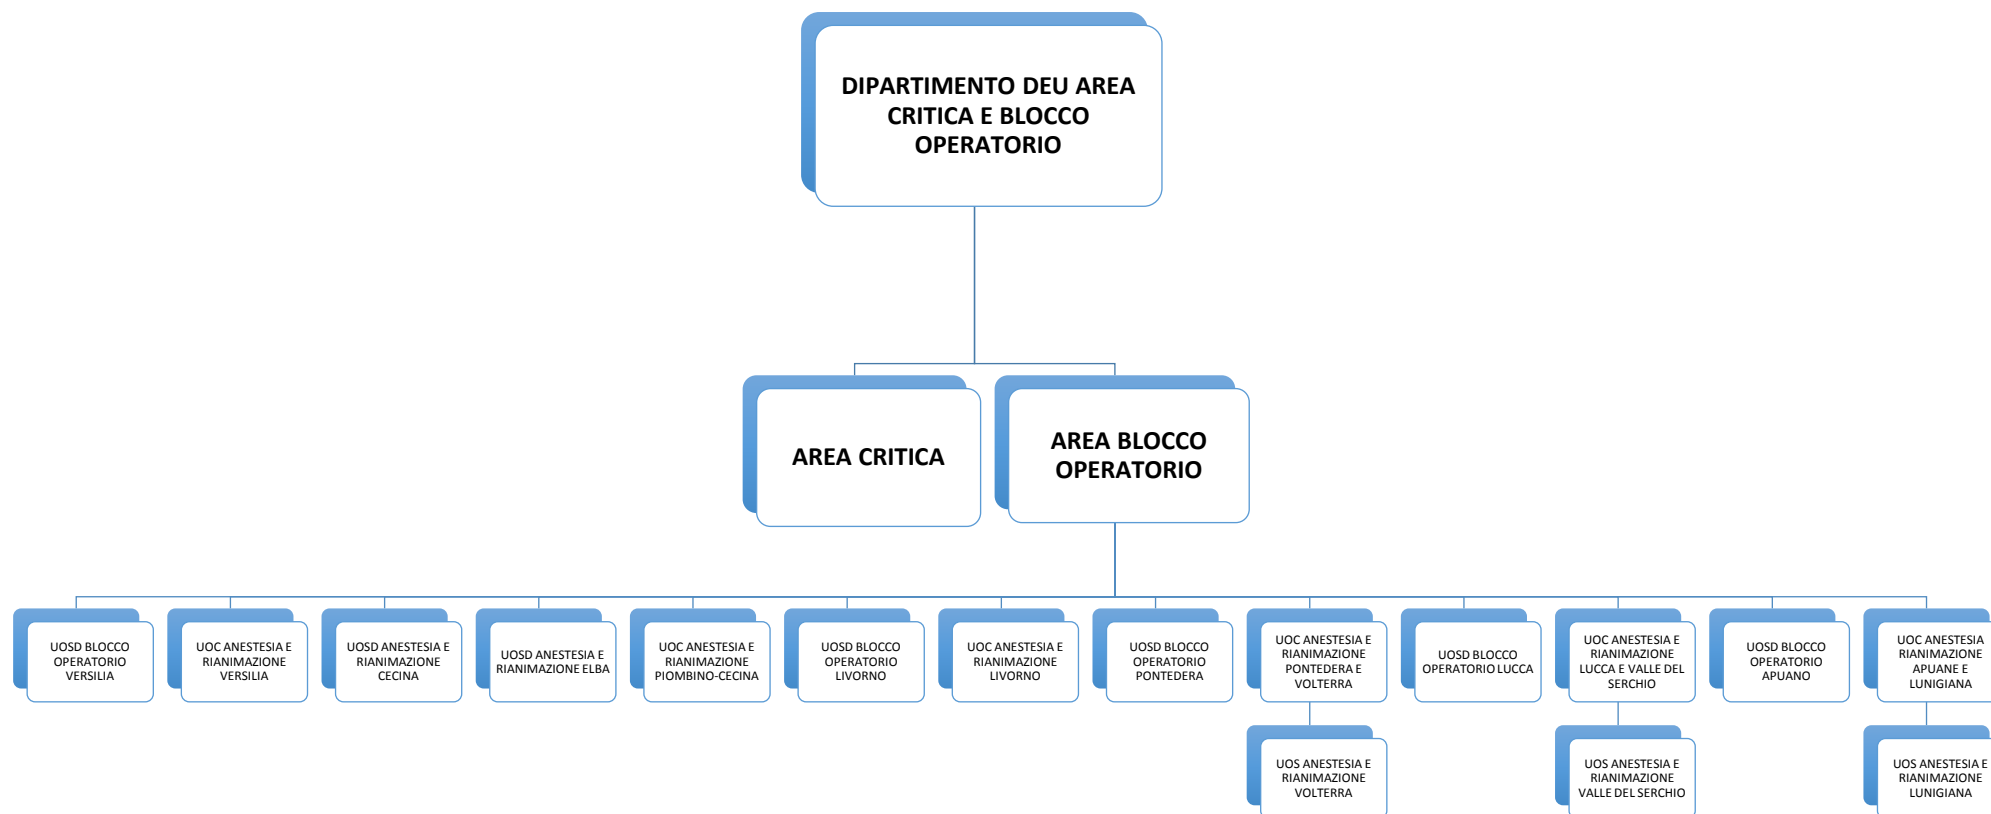 DIPARTIMENTO DEU AREA
CRITICA E BLOCCO
OPERATORIO
AREA CRITICA
AREA BLOCCO
OPERATORIO
UOSD BLOCCO
OPERATORIO
VERSILIA
UOC ANESTESIA E
RIANIMAZIONE
VERSILIA
UOSD ANESTESIA E
RIANIMAZIONE
CECINA
UOSD ANESTESIA E
RIANIMAZIONE ELBA
UOC ANESTESIA E
RIANIMAZIONE
PIOMBINO-CECINA
UOSD BLOCCO
OPERATORIO
LIVORNO
UOC ANESTESIA E
RIANIMAZIONE
LIVORNO
UOSD BLOCCO
OPERATORIO
PONTEDERA
UOC ANESTESIA E
RIANIMAZIONE
PONTEDERA E
VOLTERRA
UOSD BLOCCO
OPERATORIO LUCCA
UOC ANESTESIA E
RIANIMAZIONE
LUCCA E VALLE DEL
SERCHIO
UOSD BLOCCO
OPERATORIO
APUANO
UOC ANESTESIA
RIANIMAZIONE
APUANE E
LUNIGIANA
UOS ANESTESIA E
RIANIMAZIONE
VOLTERRA
UOS ANESTESIA E
RIANIMAZIONE
VALLE DEL SERCHIO
UOS ANESTESIA E
RIANIMAZIONE
LUNIGIANA